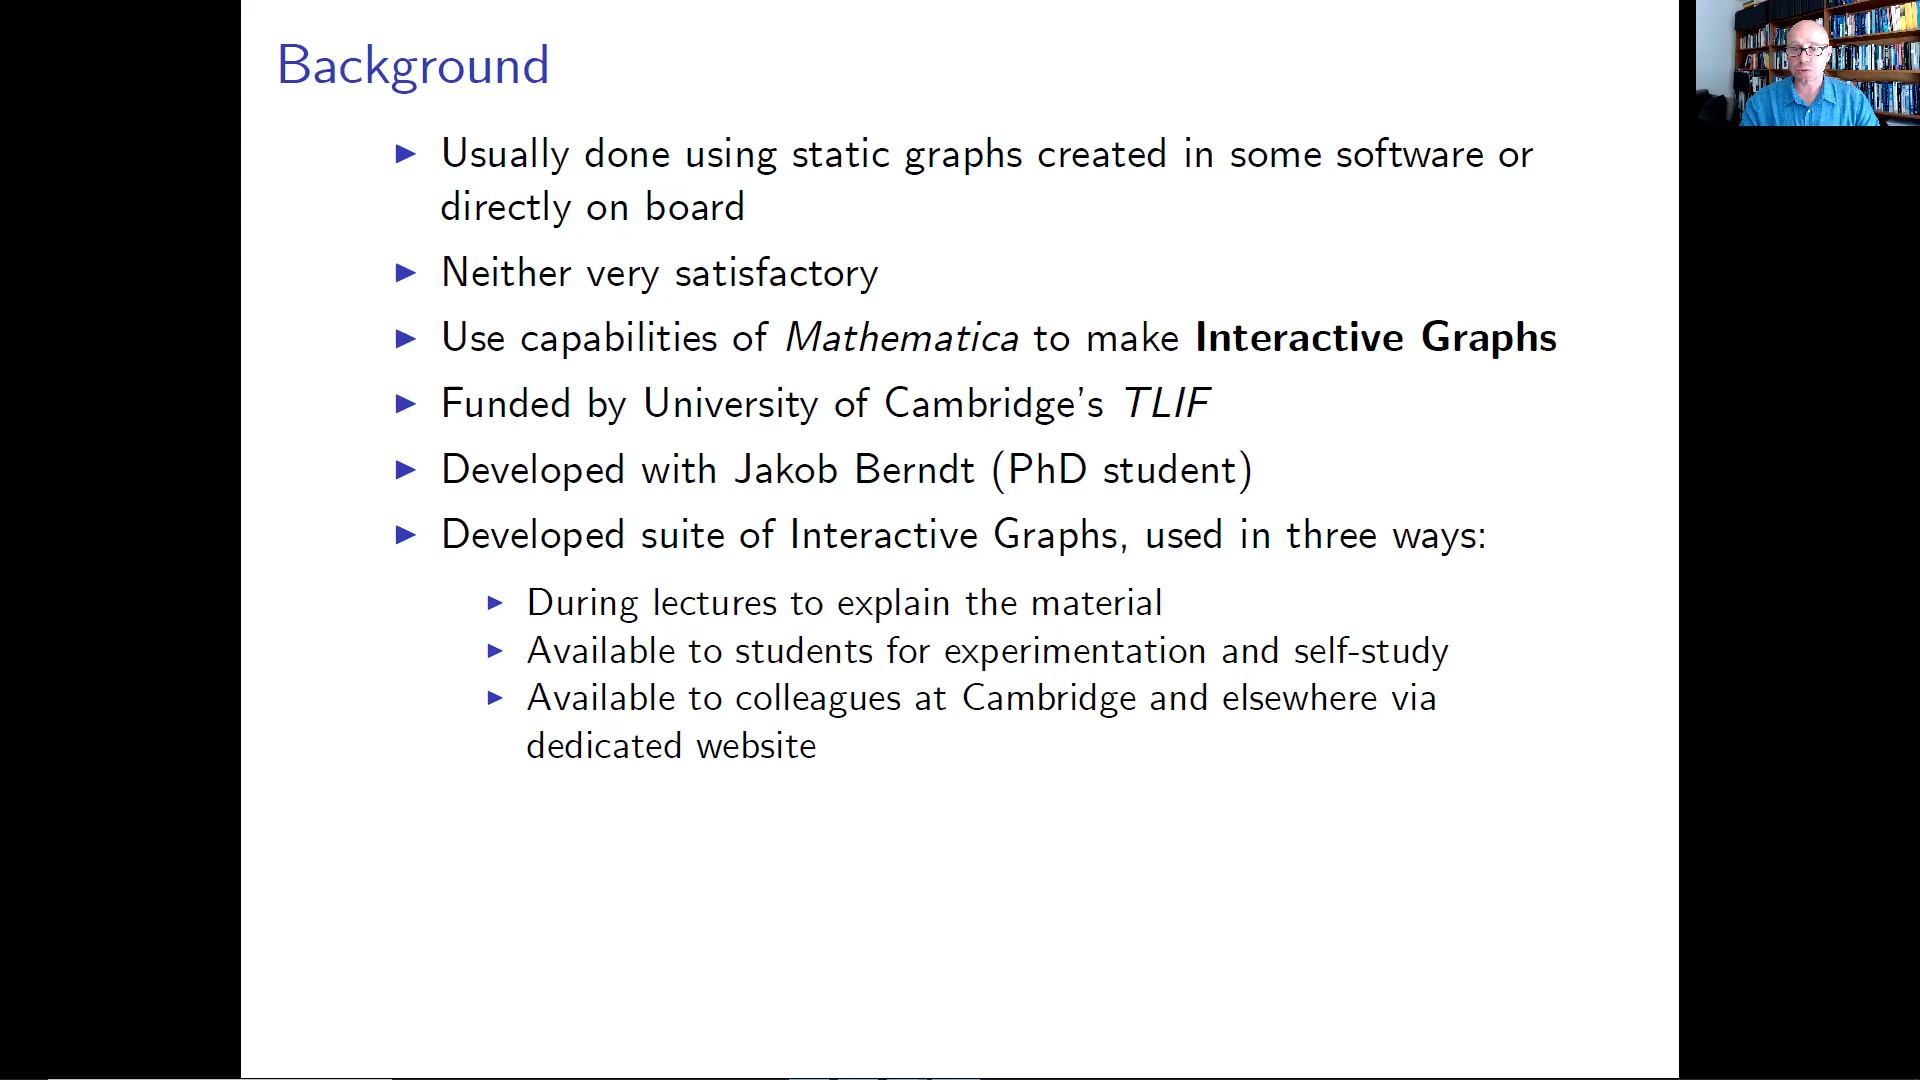 Background
Usually done using static graphs created in some software or
directly on board
Neither very satisfactory
Use capabilities of Mathematica to make Interactive Graphs
Funded by University of Cambridge's TLIF
Developed with Jakob Berndt (PhD student)
Developed suite of Interactive Graphs, used in three ways:
During lectures to explain the material
Available to students for experimentation and self-study
Available to colleagues at Cambridge and elsewhere via
dedicated website